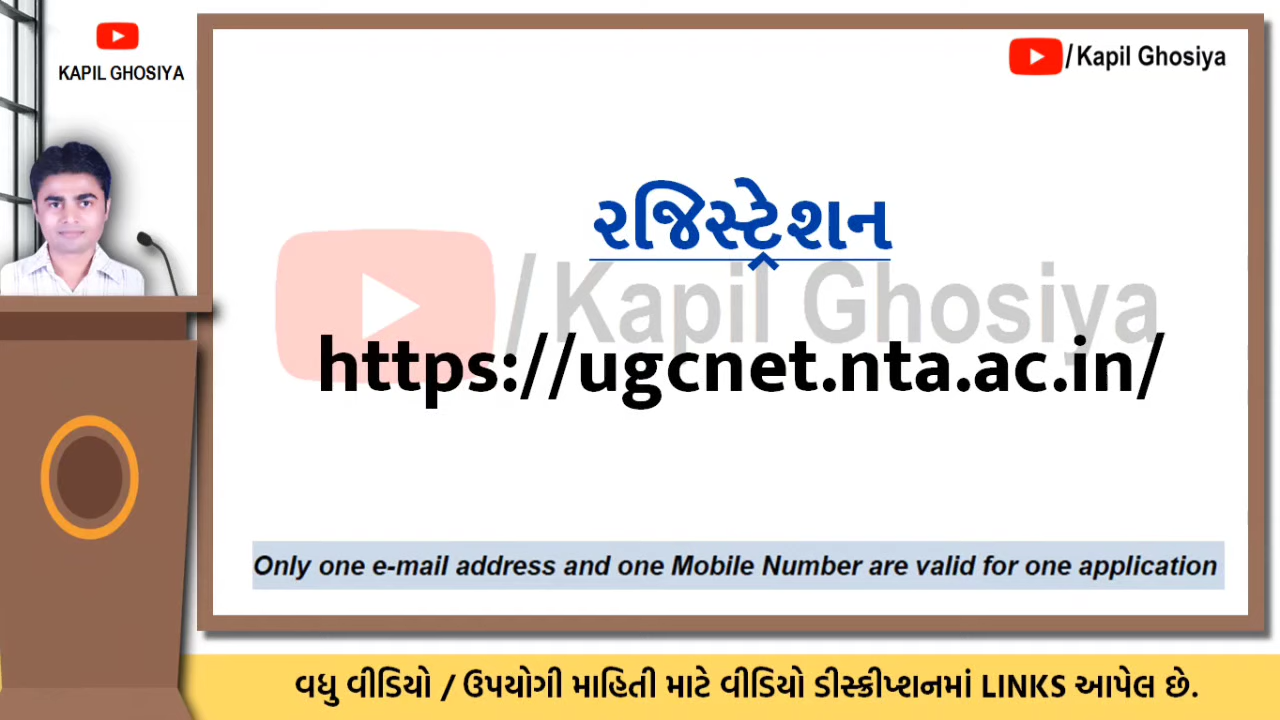 KAPIL GHOSIYA
/Kapil Ghosiya
રજિસ્ટ્રેશન
/Kapil Ghosiya
https://ugcnet.nta.ac.in/
Only one e-mail address and one Mobile Number are valid for one application
વધુ વીડિયો / ઉપયોગી માહિતી માટે વીડિયો ડીસ્ક્રીપ્શનમાં LINKS આપેલ છે.